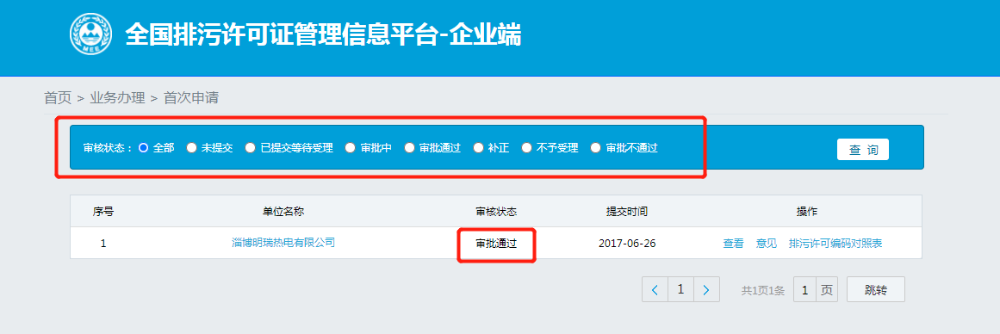 MEE
全国排污许可证管理信息平台-企业端
首页 > 业务办理 > 首次申请
审核状态： 全部 未提交 已提交等待受理 审批中 审批通过 补正 不予受理 审批不通过 查 询
序号 单位名称 审核状态 提交时间 操作
1 淄博明瑞热电有限公司 审批通过 2017-06-26 查看 意见 排污许可编码对照表
< 1 > 共1页1条 1 页 跳转